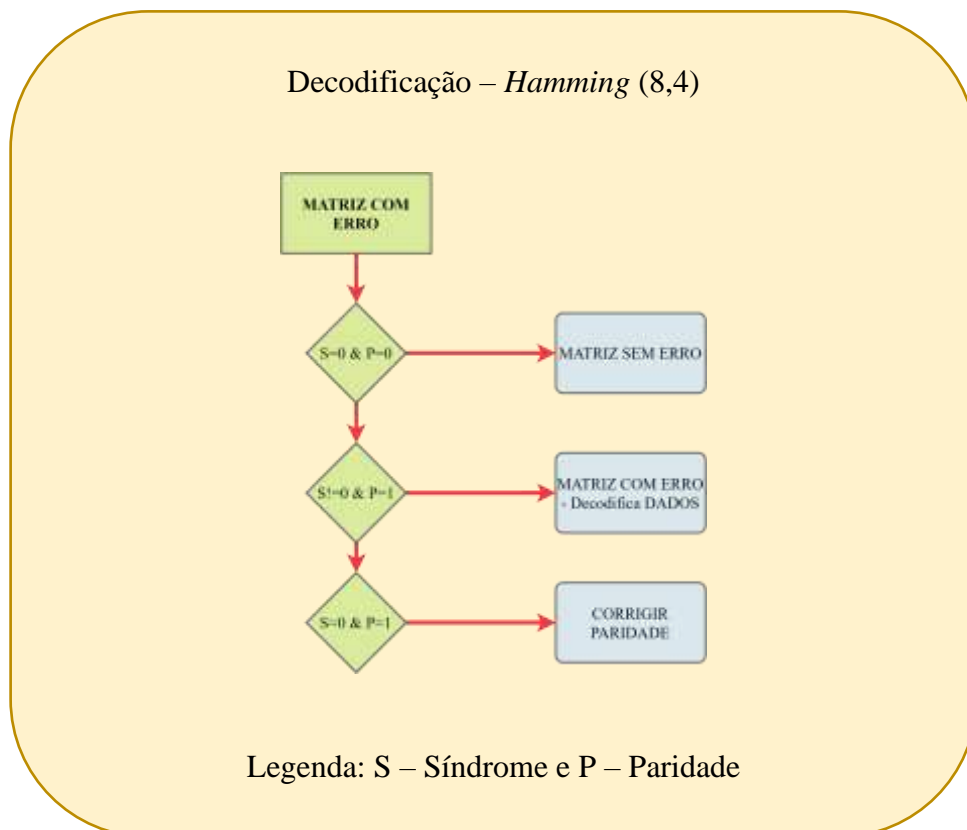 Decodificação – Hamming (8,4)
MATRIZ COM
ERRO
S=0 & P=0
MATRIZ SEM ERRO
S!=0 & P=1
MATRIZ COM ERRO
- Decodifica DADOS
S=0 & P=1
CORRIGIR
PARIDADE
Legenda: S – Síndrome e P – Paridade